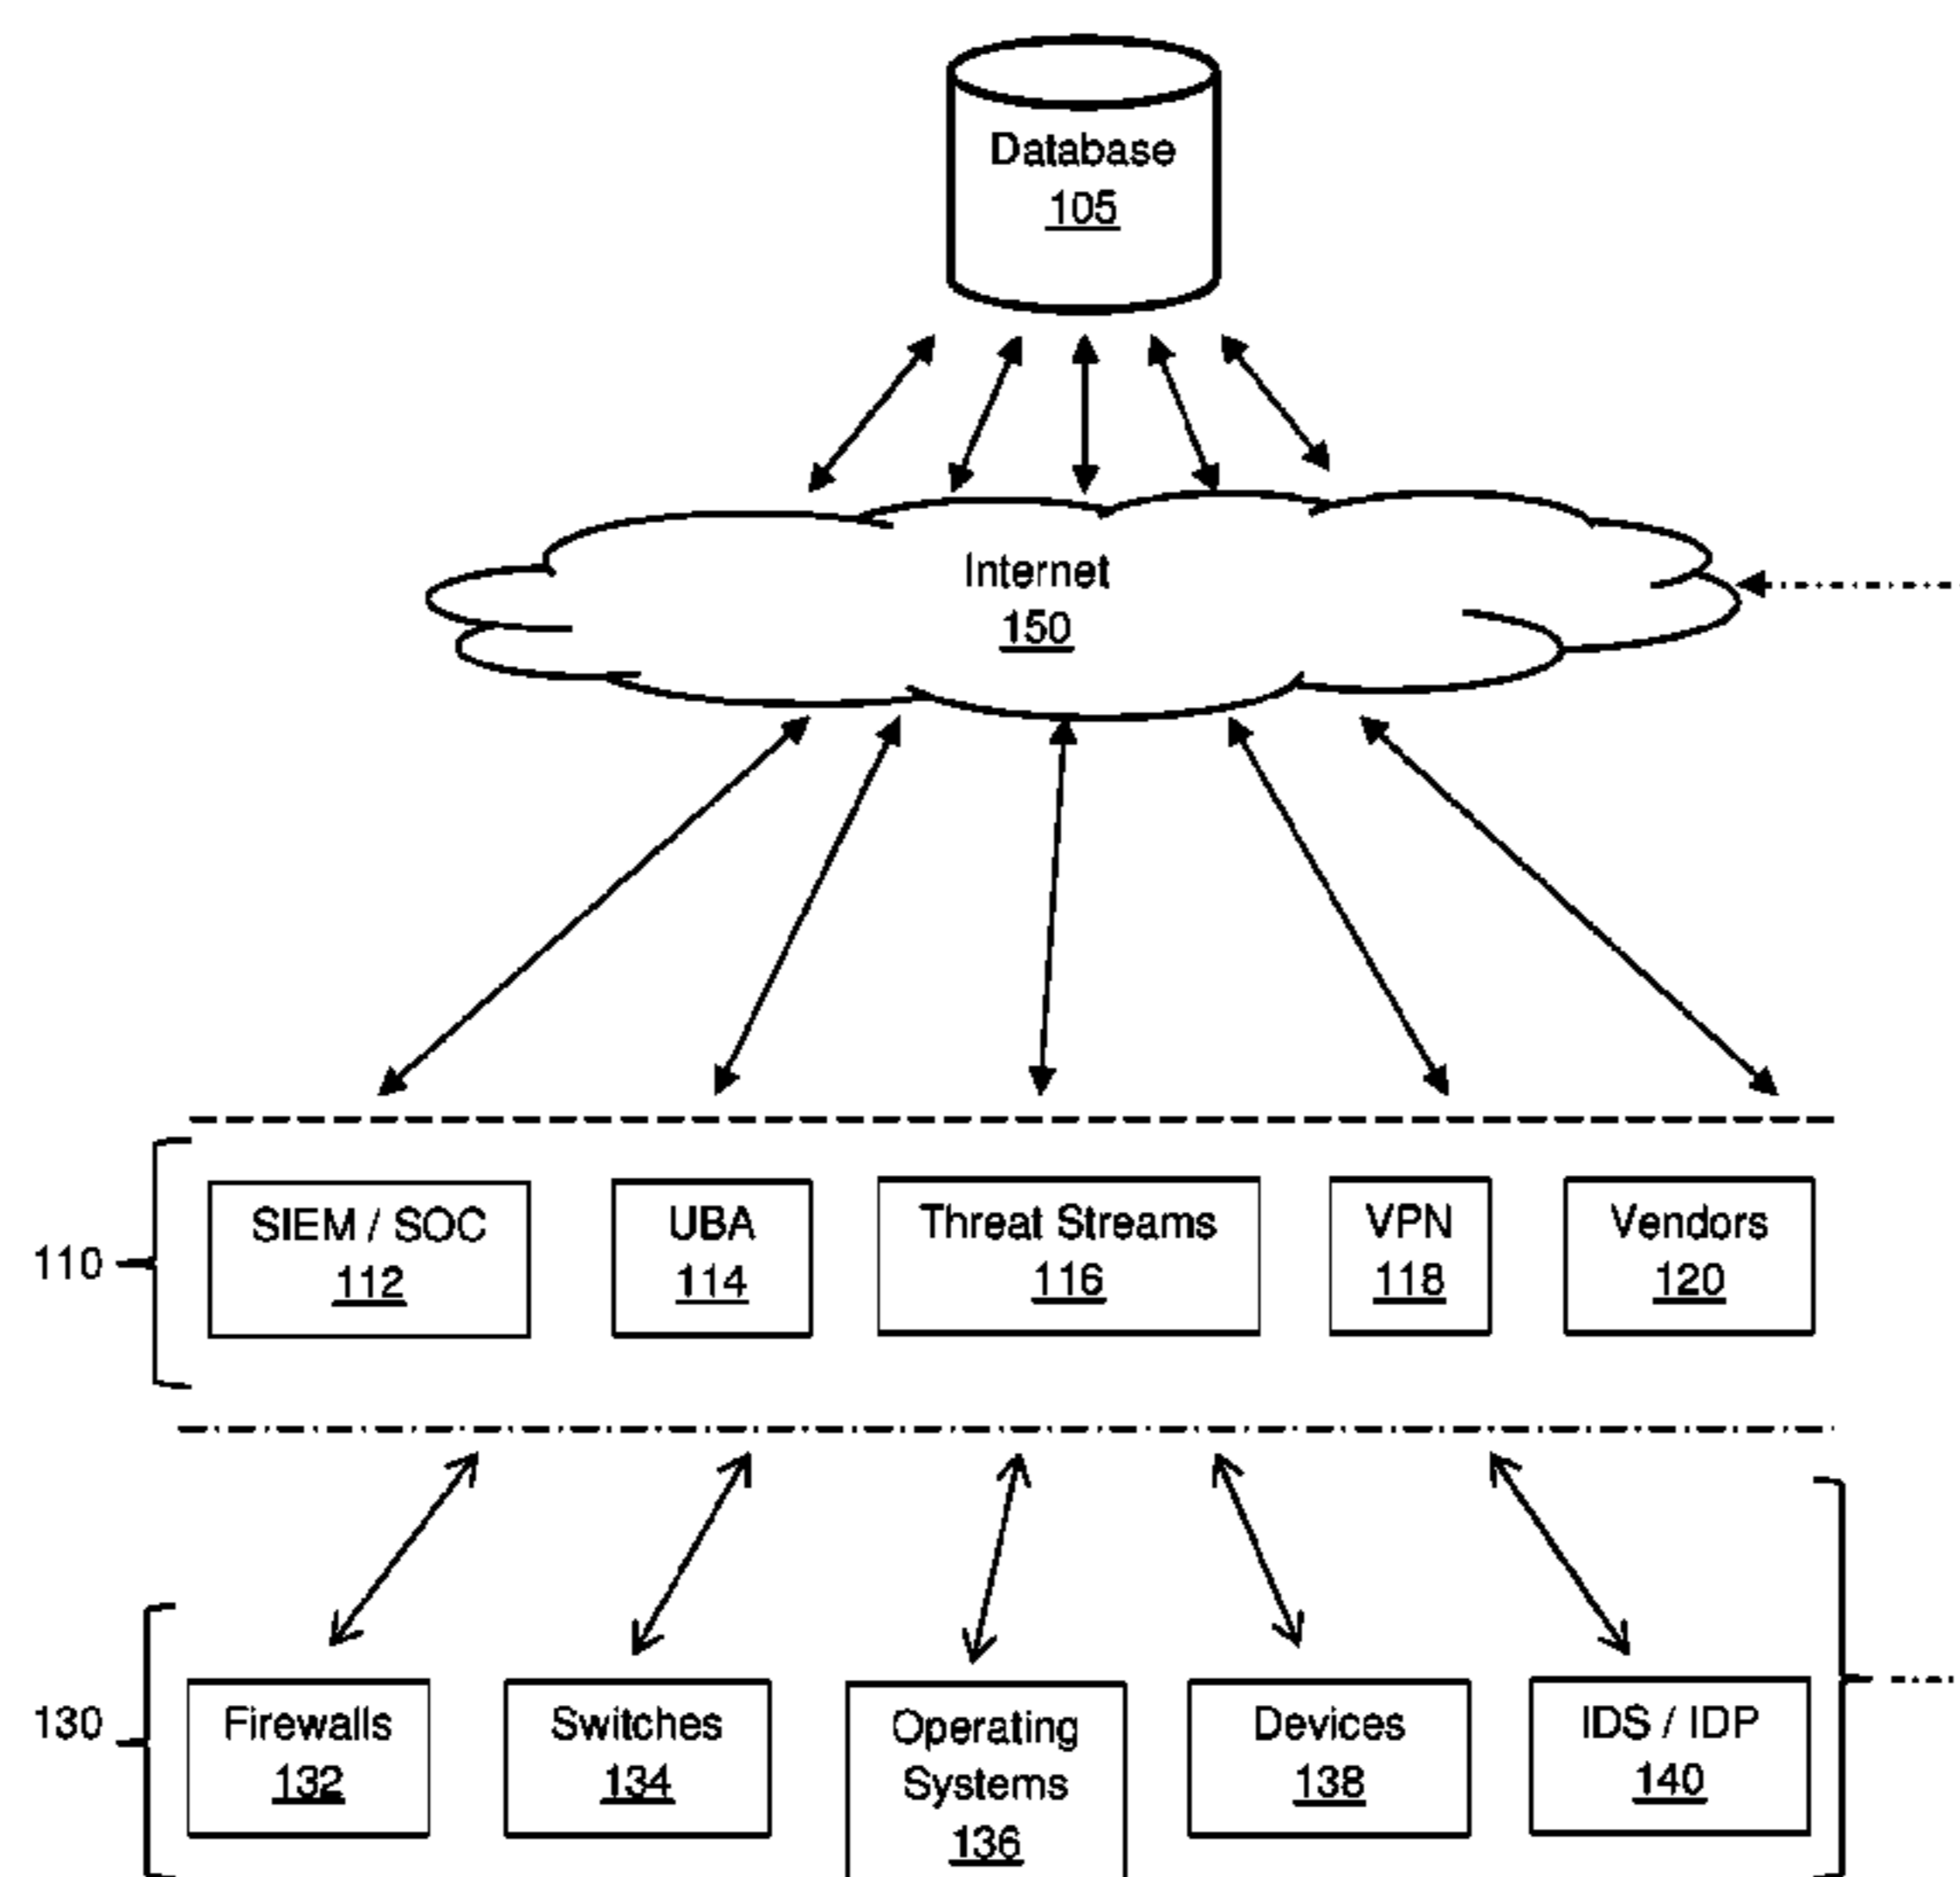 Database
105
Internet
150
110
SIEM / SOC
112
UBA
114
Threat Streams
116
VPN
118
Vendors
120
130
Firewalls
132
Switches
134
Operating
Systems
136
Devices
138
IDS / IDP
140